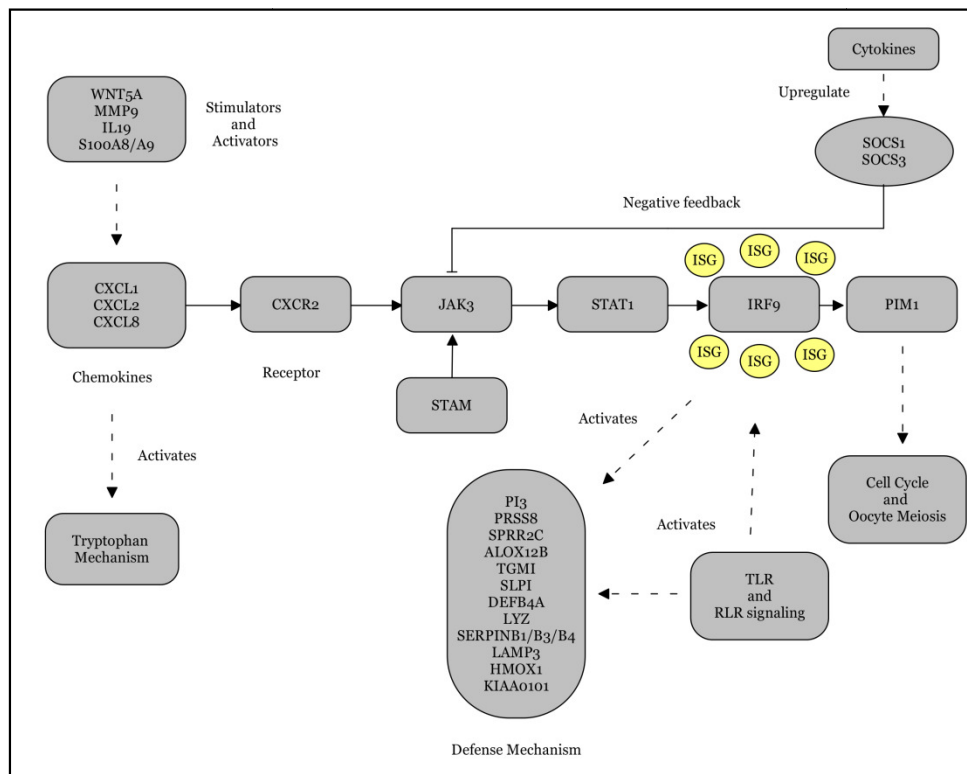 Cytokines
Upregulate
SOCS1
SOCS3
WNT5A
MMP9
IL19
S100A8/A9
Stimulators
and
Activators
Negative feedback
ISG
ISG
ISG
CXCL1
CXCL2
CXCL8
CXCR2
JAK3
STAT1
IRF9
PIM1
ISG
ISG
ISG
Chemokines
Receptor
STAM
Activates
Activates
Tryptophan
Mechanism
PI3
PRSS8
SPRR2C
ALOX12B
TGMI
SLPI
DEFB4A
LYZ
SERPINB1/B3/B4
LAMP3
HMOX1
KIAA0101
Defense Mechanism
Activates
TLR
and
RLR signaling
Cell Cycle
and
Oocyte Meiosis